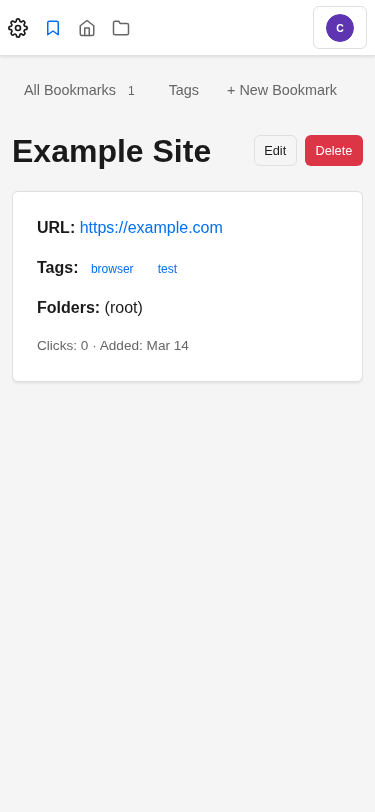 C
All Bookmarks 1 Tags + New Bookmark
Example Site Edit Delete
URL: https://example.com
Tags: browser test
Folders: (root)
Clicks: 0 · Added: Mar 14